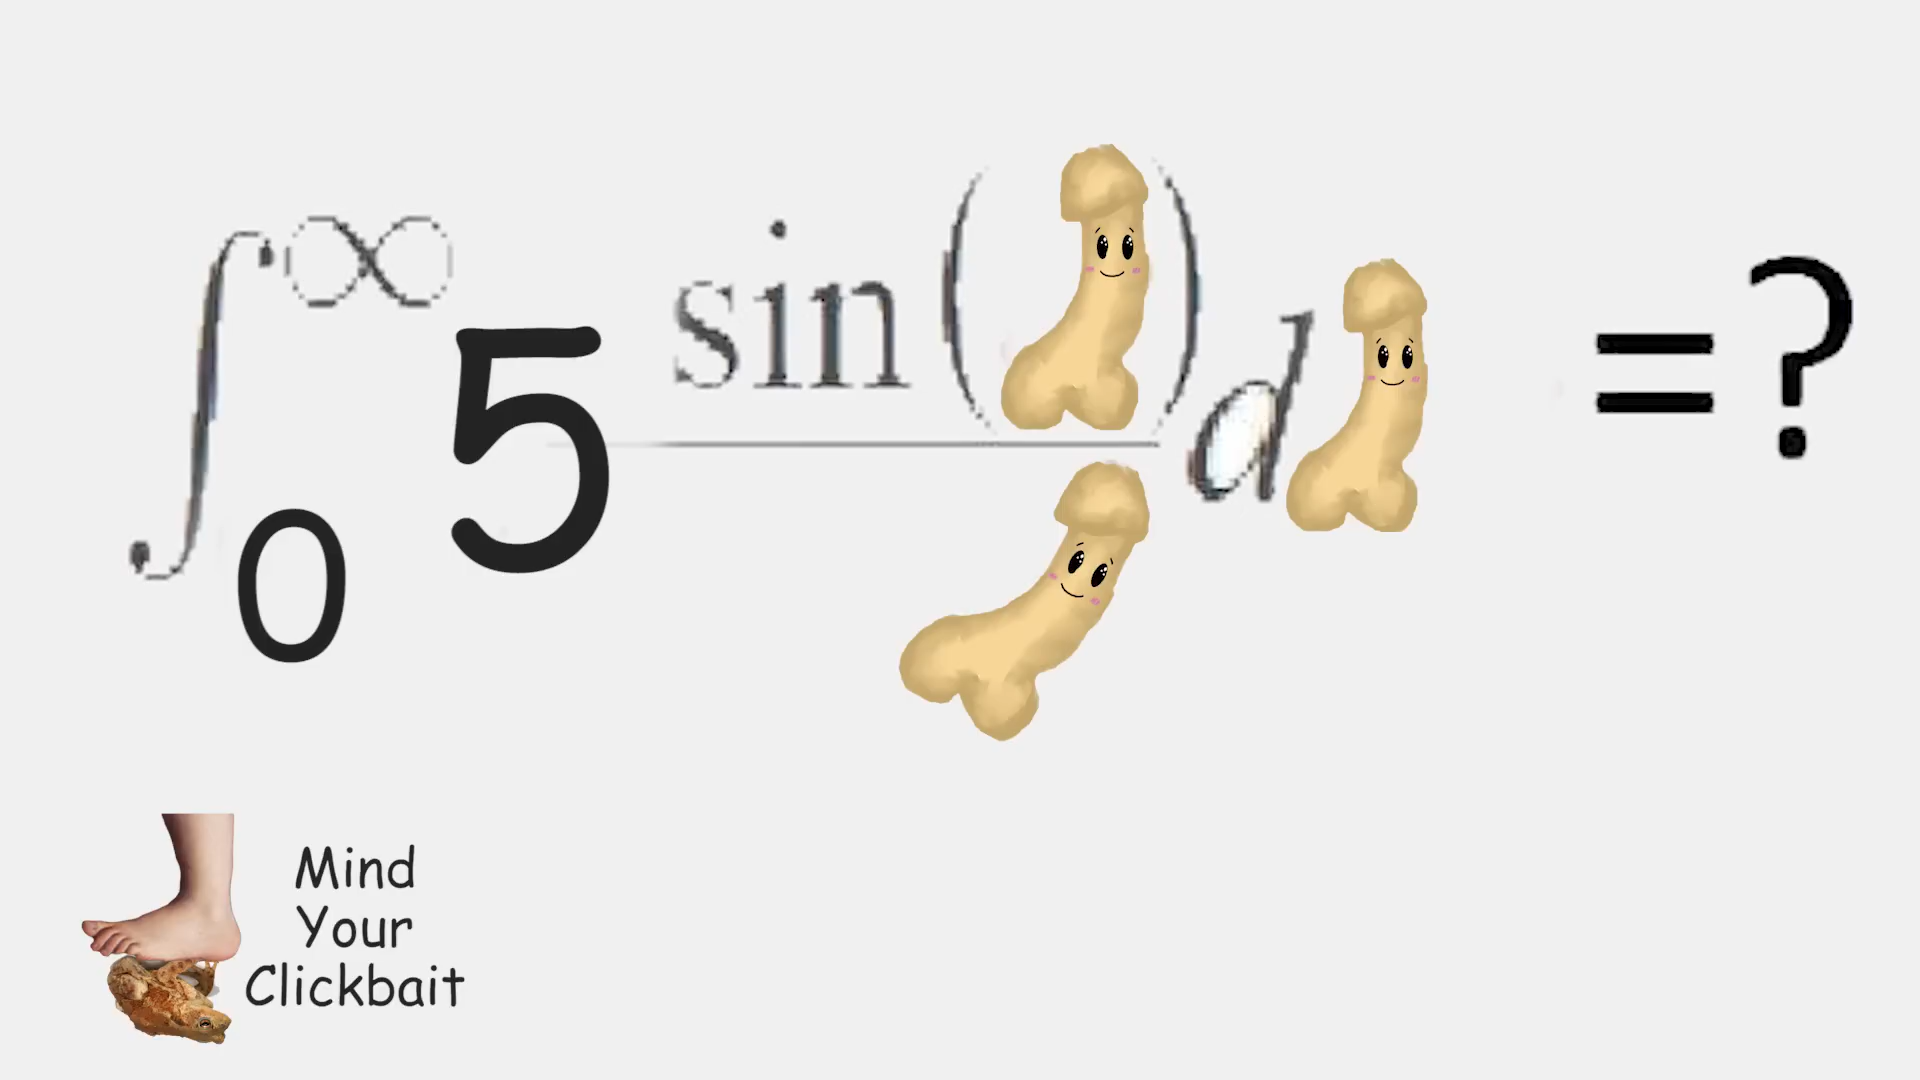 ∫₀^∞ 5 sin( ) d = ?
Mind
Your
Clickbait